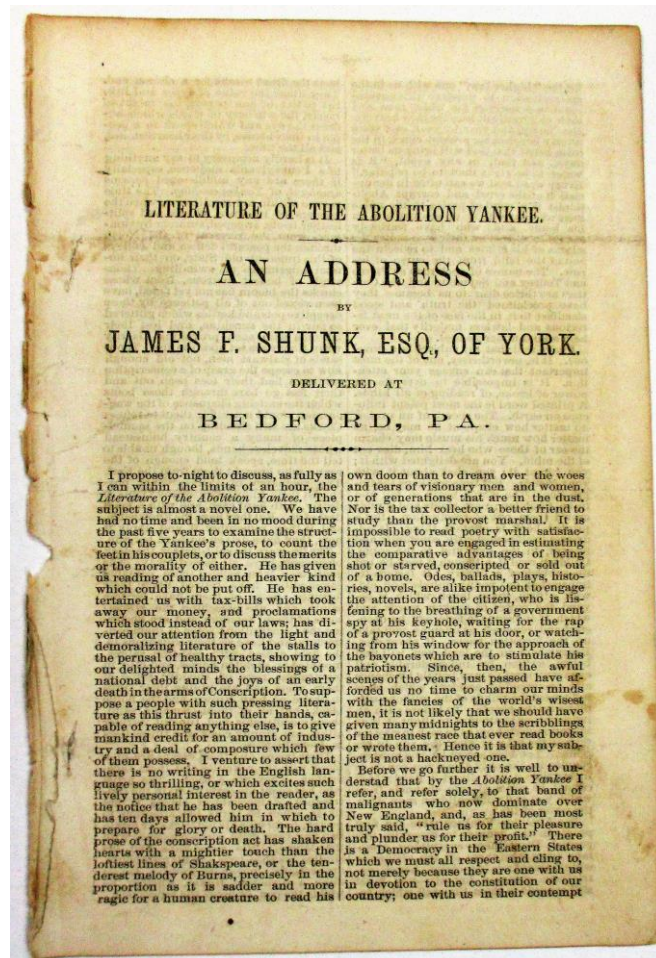 LITERATURE OF THE ABOLITION YANKEE.
AN ADDRESS
BY
JAMES F. SHUNK, ESQ., OF YORK.
DELIVERED AT
BEDFORD, PA.
I propose to-night to discuss, as fully as
I can within the limits of an hour, the
Literature of the Abolition Yankee. The
subject is almost a novel one. We have
had no time and been in no mood during
the past five years to examine the struct-
ure of the Yankee's prose, to count the
feet in his couplets, or to discuss the merits
or the morality of either. He has given
us reading of another and heavier kind
which could not be put off. He has en-
tertained us with tax-bills which took
away our money, and proclamations
which stood instead of our laws; has di-
verted our attention from the light and
demoralizing literature of the stalls to
the perusal of healthy tracts, showing to
our delighted minds the blessings of a
national debt and the joys of an early
death in the arms of Conscription. To sup-
pose a people with such pressing litera-
ture as this thrust into their hands, ca-
pable of reading anything else, is to give
mankind credit for an amount of indus-
try and a deal of composure which few
of them possess. I venture to assert that
there is no writing in the English lan-
guage so thrilling, or which excites such
lively personal interest in the reader, as
the notice that he has been drafted and
has ten days allowed him in which to
prepare for glory or death. The hard
prose of the conscription act has shaken
hearts with a mightier touch than the
loftiest lines of Shakspeare, or the ten-
derest melody of Burns, precisely in the
proportion as it is sadder and more
ragic for a human creature to read his
own doom than to dream over the woes
and tears of visionary men and women,
or of generations that are in the dust.
Nor is the tax collector a better friend to
study than the provost marshal. It is
impossible to read poetry with satisfac-
tion when you are engaged in estimating
the comparative advantages of being
shot or starved, conscripted or sold out
of a home. Odes, ballads, plays, histo-
ries, novels, are alike impotent to engage
the attention of the citizen, who is lis-
fening to the breathing of a government
spy at his keyhole, waiting for the rap
of a provost guard at his door, or watch-
ing from his window for the approach of
the bayonets which are to stimulate his
patriotism. Since, then, the awful
scenes of the years just passed have af-
forded us no time to charm our minds
with the fancies of the world's wisest
men, it is not likely that we should have
given many midnights to the scribblings
of the meanest race that ever read books
or wrote them. Hence it is that my sub-
ject is not a hackneyed one.
Before we go further it is well to un-
derstad that by the Abolition Yankee I
refer, and refer solely, to that band of
malignants who now dominate over
New England, and, as has been most
truly said, "rule us for their pleasure
and plunder us for their profit." There
is a Democracy in the Eastern States
which we must all respect and cling to,
not merely because they are one with us
in devotion to the constitution of our
country; one with us in their contempt